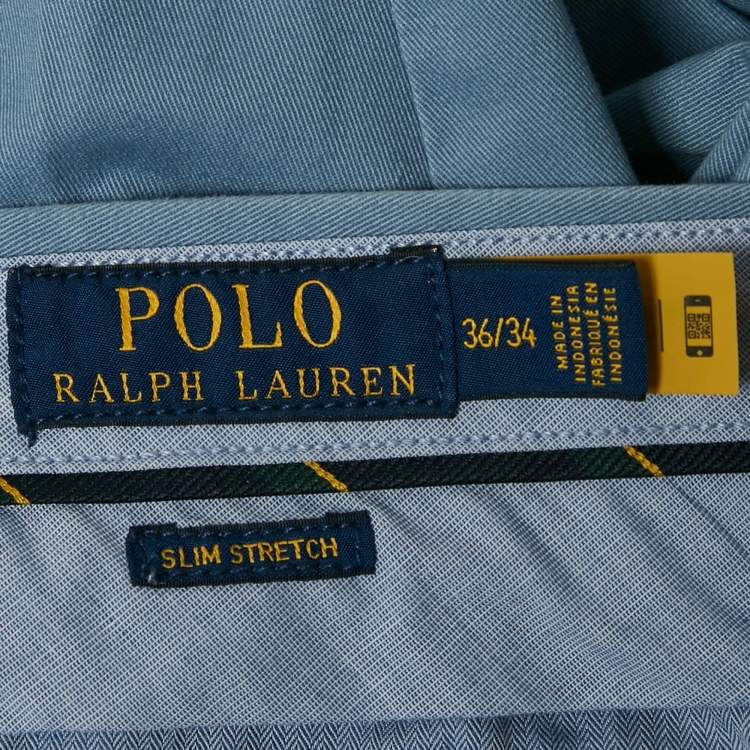 POLO
RALPH LAUREN
36/34
MADE IN
INDONESIA
FABRIQUÉ EN
INDONÉSIE
SLIM STRETCH